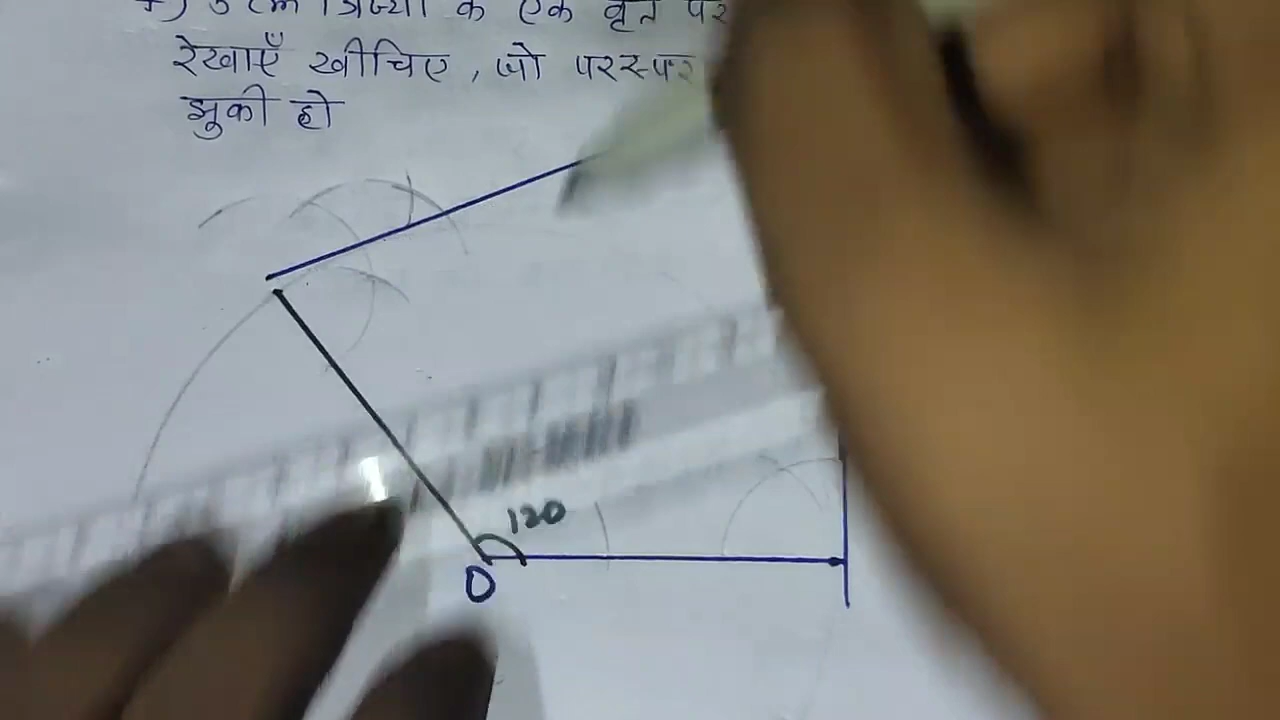 त्रिज्या के एक वृत पर
रेखाएँ खीचिए , जो परस्पर
झुकी हो
120
O